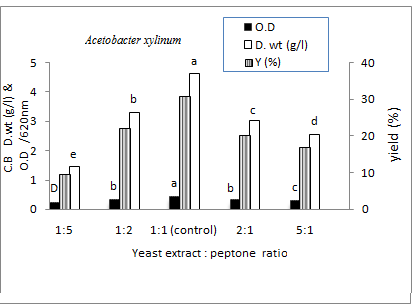 Acetobacter xylinum
O.D
D. wt (g/l)
Y (%)
C.B D.wt (g/l) &
O.D /620nm
5
4
3
2
1
0
40
30
20
10
0
yield (%)
D
e
b
b
a
a
b
c
c
d
1:5
1:2
1:1 (control)
2:1
5:1
Yeast extract : peptone ratio